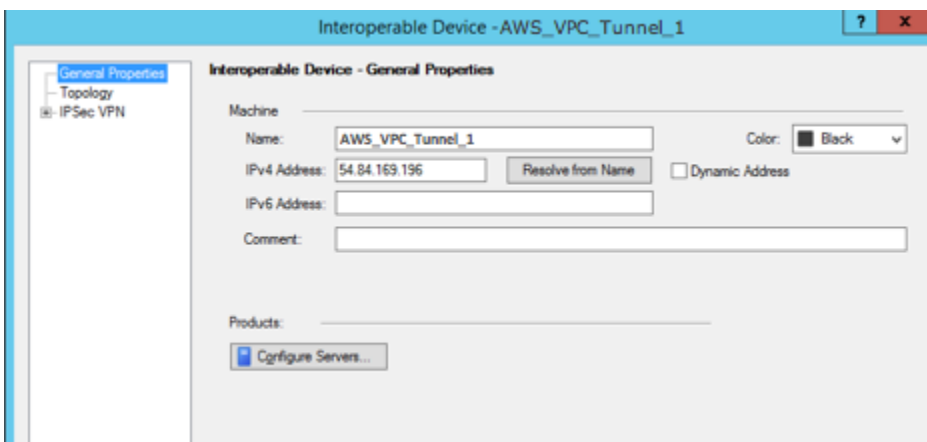 Interoperable Device -AWS_VPC_Tunnel_1
? x
General Properties
Topology
IPSec VPN
Interoperable Device - General Properties
Machine
Name: AWS_VPC_Tunnel_1 Color: Black
IPv4 Address: 54.84.169.196 Resolve from Name Dynamic Address
IPv6 Address:
Comment:
Products:
Configure Servers...